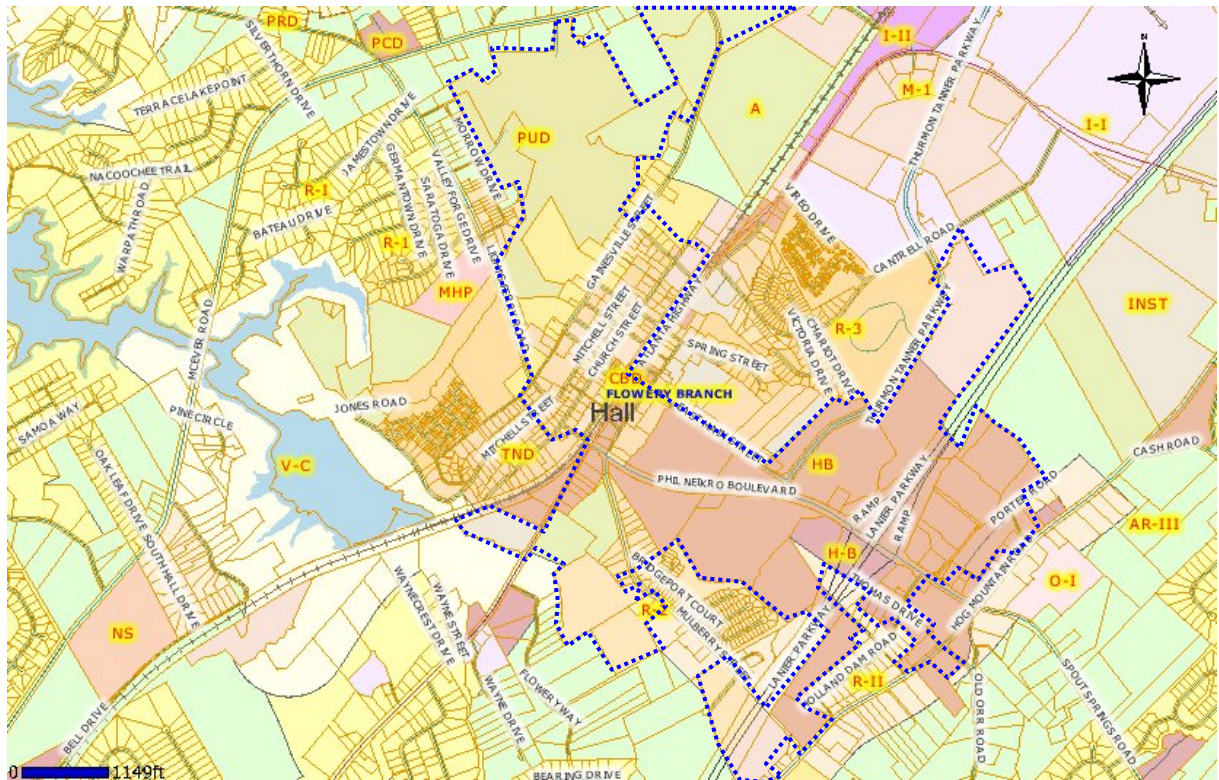 PRD
PCD
I-II
N
SILVERTHORN DRIVE
TERRACE LAKE POINT
M-1
THURMON TANNER PARKWAY
I-I
A
PUD
MORROW DRIVE
JAMESTOWN DRIVE
GERMANTOWN DRIVE
VALLEY FORGE DRIVE
SARATOGA DRIVE
NACOOCHEE TRAIL
R-1
WARPATH ROAD
BATEAU DRIVE
R-1
VIREO DRIVE
GAINESVILLE STREET
CANTRELL ROAD
MHP
INST
MITCHELL STREET
CHURCH STREET
ATLANTA HIGHWAY
R-3
VICTORIA DRIVE
CHARIOT DRIVE
THURMON TANNER PARKWAY
MCEVER ROAD
SPRING STREET
CBD
FLOWERY BRANCH
Hall
JONES ROAD
PINE CIRCLE
SAMOA WAY
MITCHELL STREET
TND
V-C
HB
CASH ROAD
OAK LEAF DRIVE
SOUTH HALL DRIVE
PHIL NEIKRO BOULEVARD
RAMP
LANIER PARKWAY
RAMP
PORTER ROAD
AR-III
H-B
THOMAS DRIVE
HOG MOUNTAIN ROAD
O-I
BRIDGEPORT COURT
R-2
WAYNECREST DRIVE
WAYNE STREET
NS
LANIER PARKWAY
R-II
FLOWERY WAY
WAYNE DRIVE
SPOUT SPRINGS ROAD
OLD ORR ROAD
BELL DRIVE
0 1149ft
BEARING DRIVE